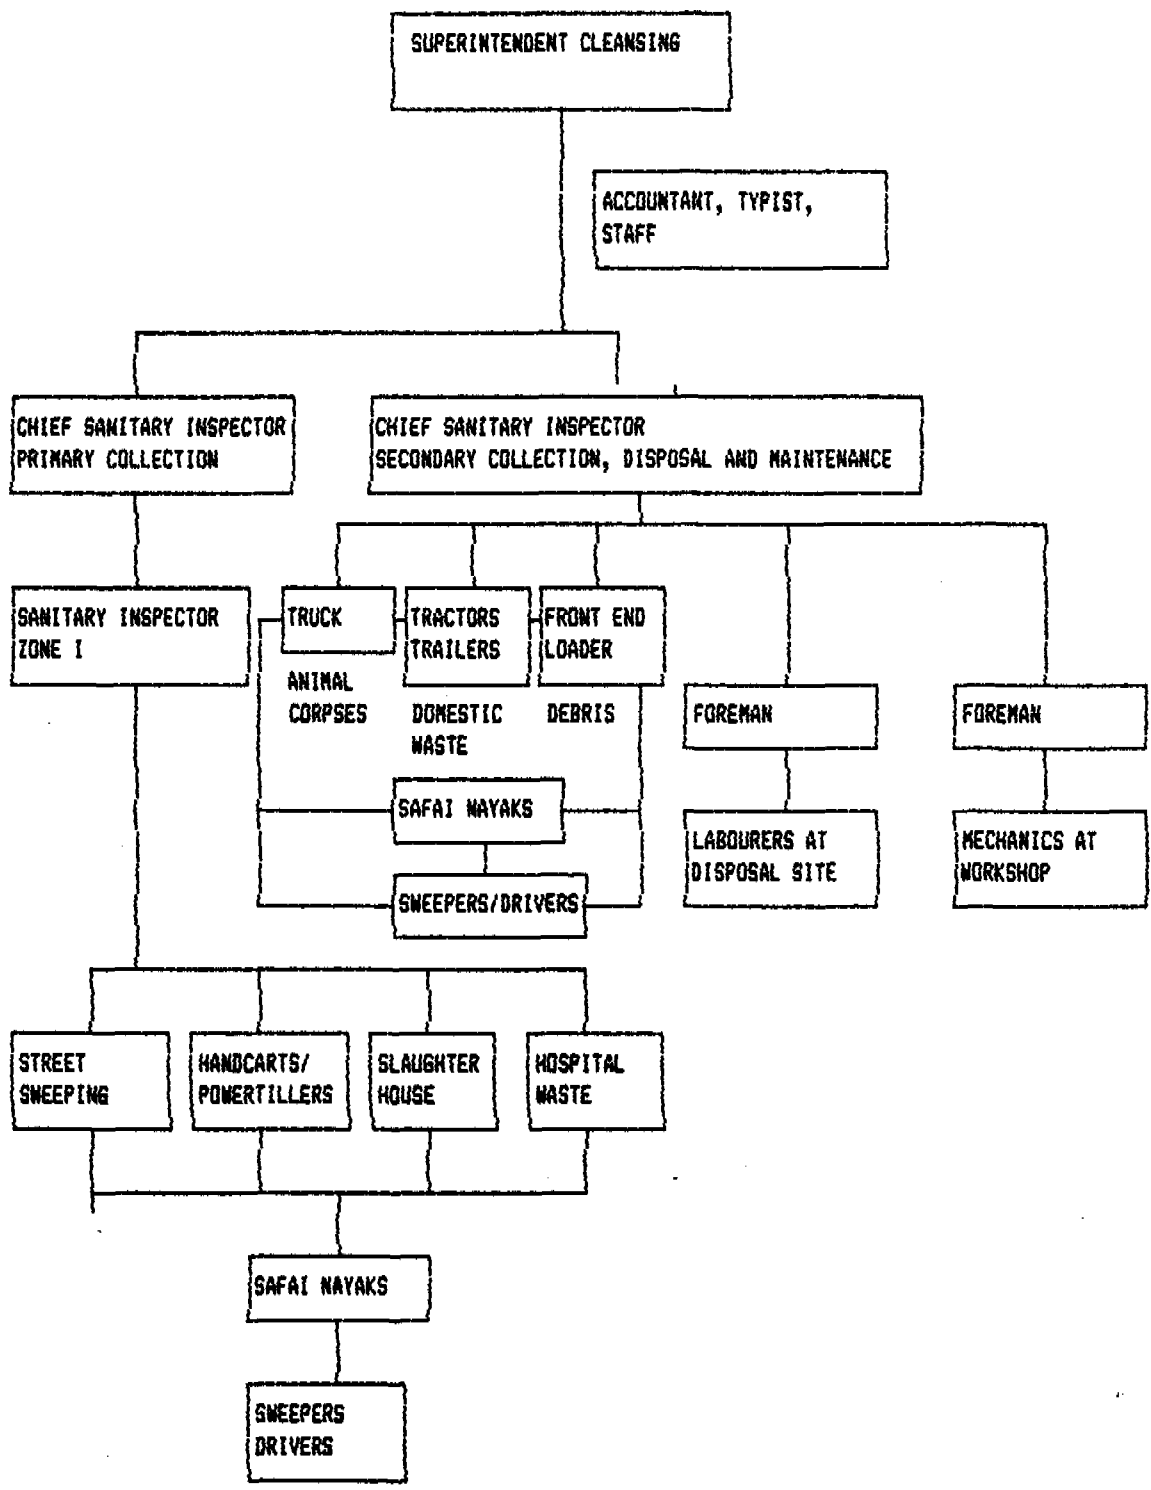 SUPERINTENDENT CLEANSING
ACCOUNTANT, TYPIST,
STAFF
CHIEF SANITARY INSPECTOR
PRIMARY COLLECTION
CHIEF SANITARY INSPECTOR
SECONDARY COLLECTION, DISPOSAL AND MAINTENANCE
SANITARY INSPECTOR
ZONE I
TRUCK
ANIMAL
CORPSES
TRACTORS
TRAILERS
DOMESTIC
WASTE
FRONT END
LOADER
DEBRIS
FOREMAN
FOREMAN
SAFAI NAYAKS
SWEEPERS/DRIVERS
LABOURERS AT
DISPOSAL SITE
MECHANICS AT
WORKSHOP
STREET
SWEEPING
HANDCARTS/
POWERTILLERS
SLAUGHTER
HOUSE
HOSPITAL
WASTE
SAFAI NAYAKS
SWEEPERS
DRIVERS